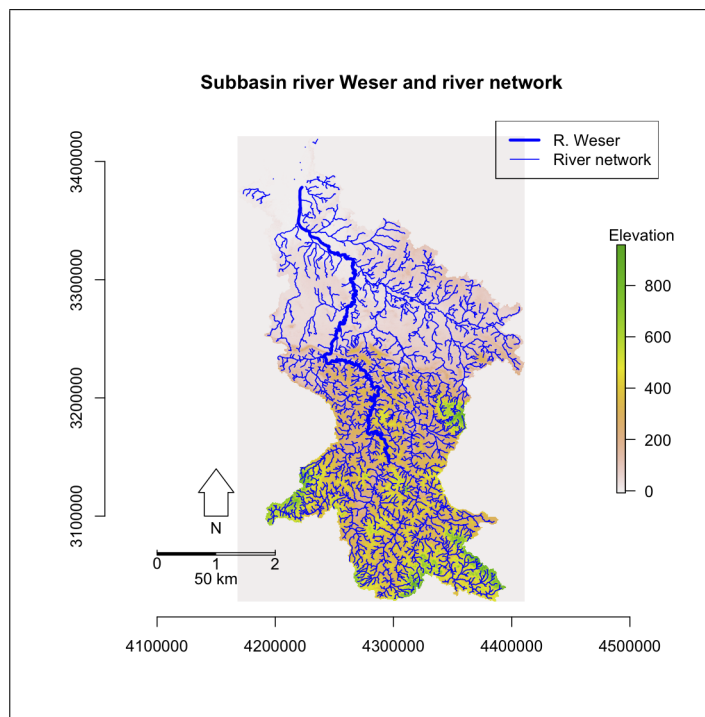 Subbasin river Weser and river network
R. Weser
River network
Elevation
800
600
400
200
0
3400000
3300000
3200000
3100000
N
0 1 2
50 km
4100000 4200000 4300000 4400000 4500000